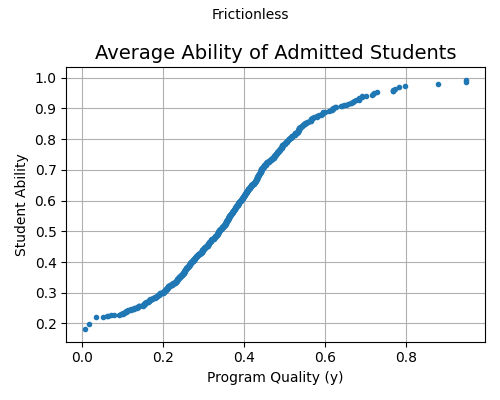 Frictionless
Average Ability of Admitted Students
Student Ability
1.0
0.9
0.8
0.7
0.6
0.5
0.4
0.3
0.2
0.0 0.2 0.4 0.6 0.8
Program Quality (y)